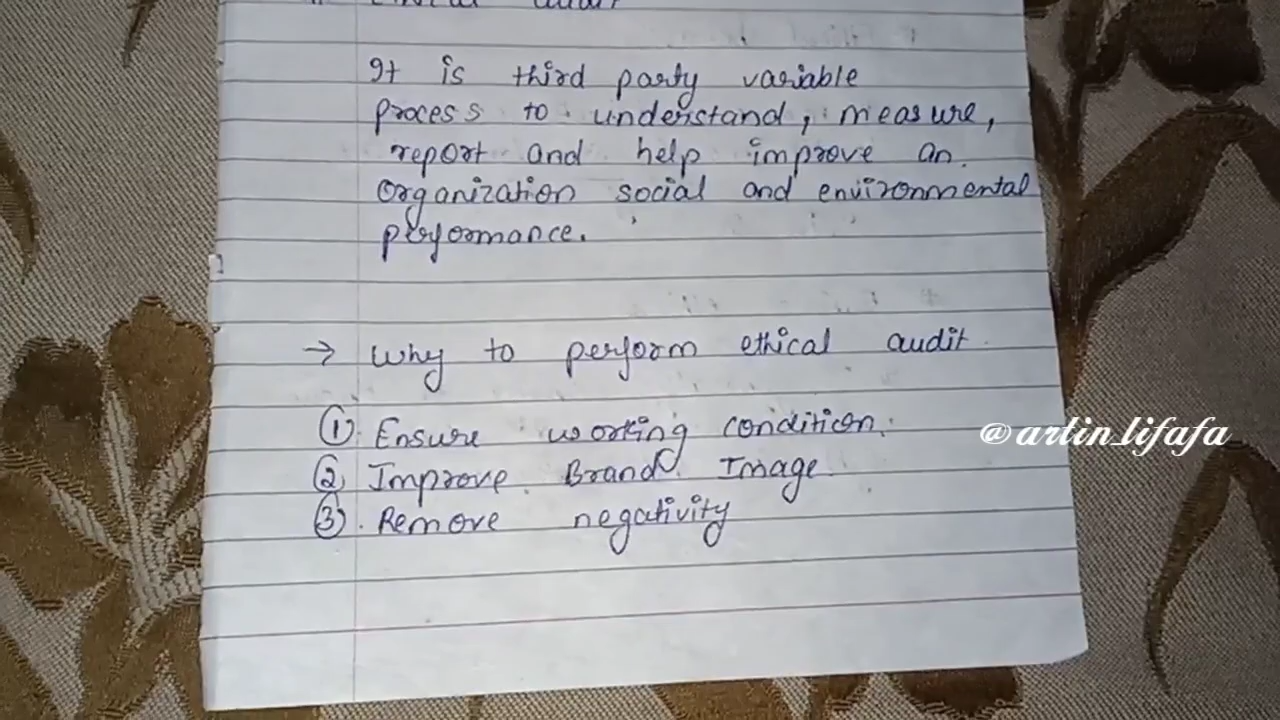 It is third party variable
process to understand, measure,
report and help improve an
organization social and environmental
performance.
→ Why to perform ethical audit
① Ensure working condition.
@artin_lifafa
② Improve Brand Image
③ Remove negativity